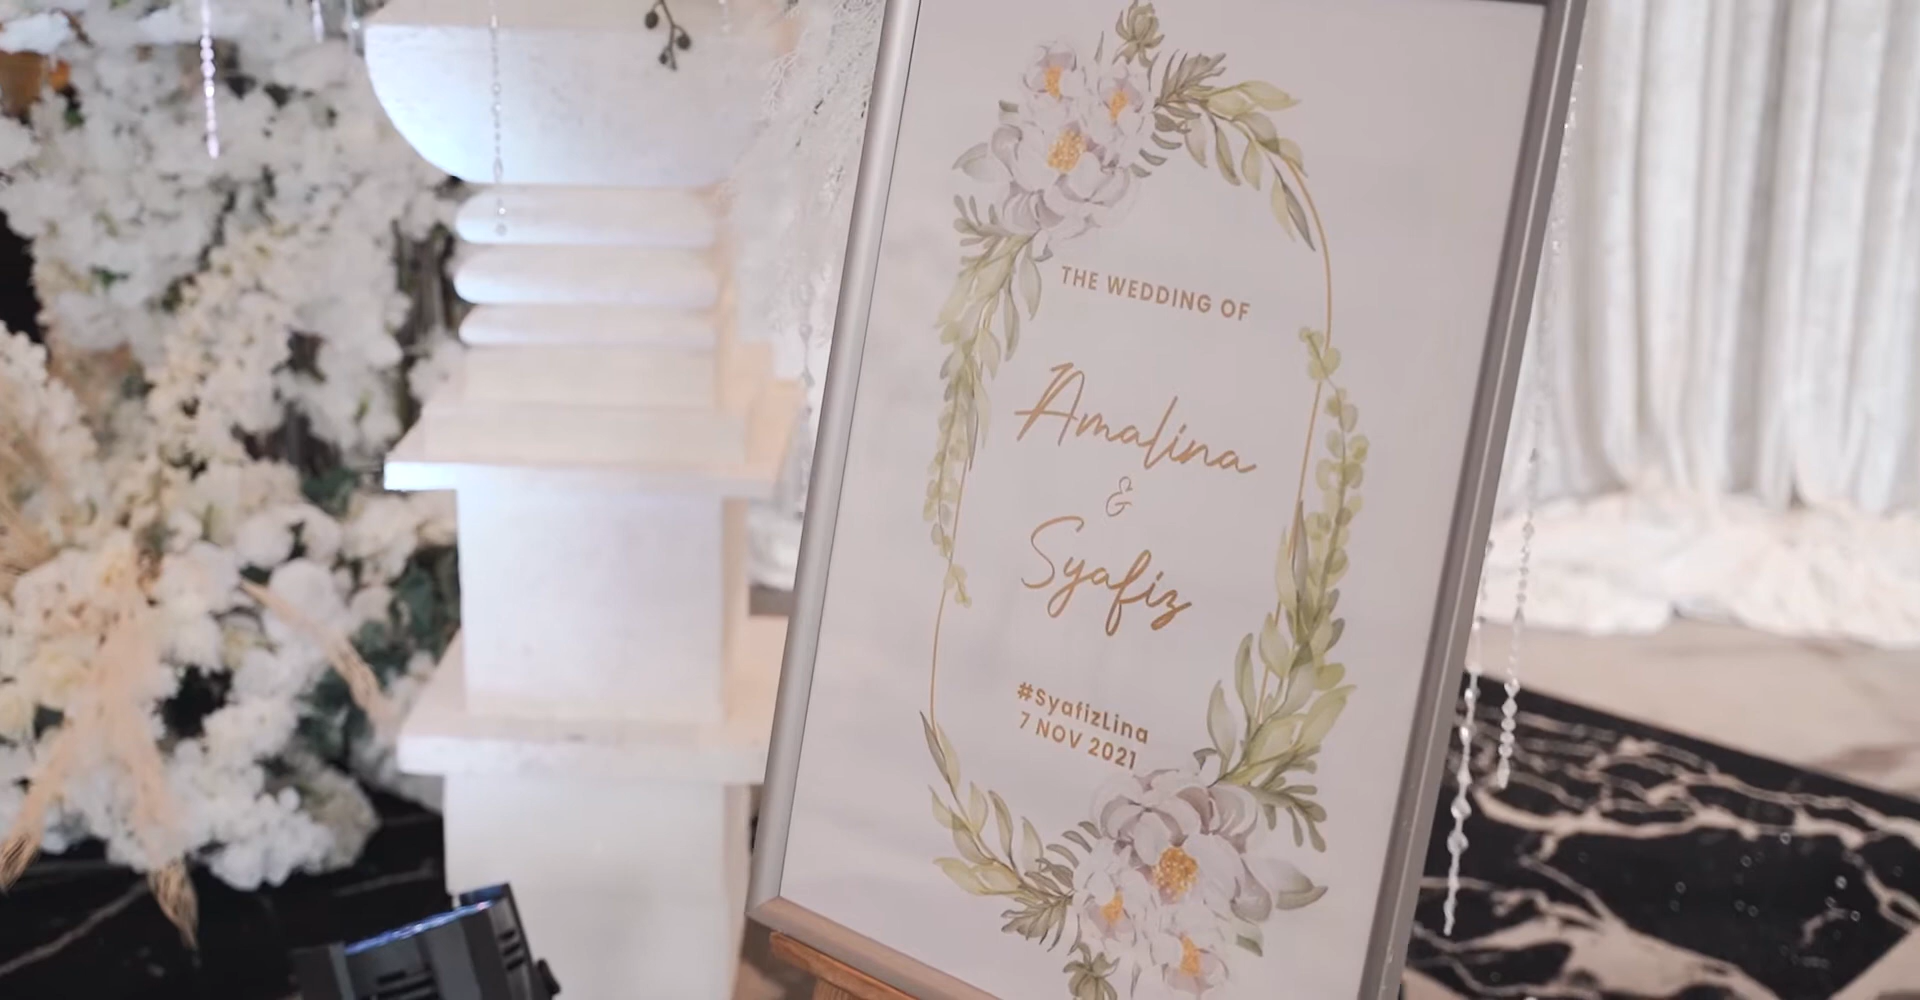 THE WEDDING OF
Amalina
&
Syafiz
#SyafizLina
7 NOV 2021